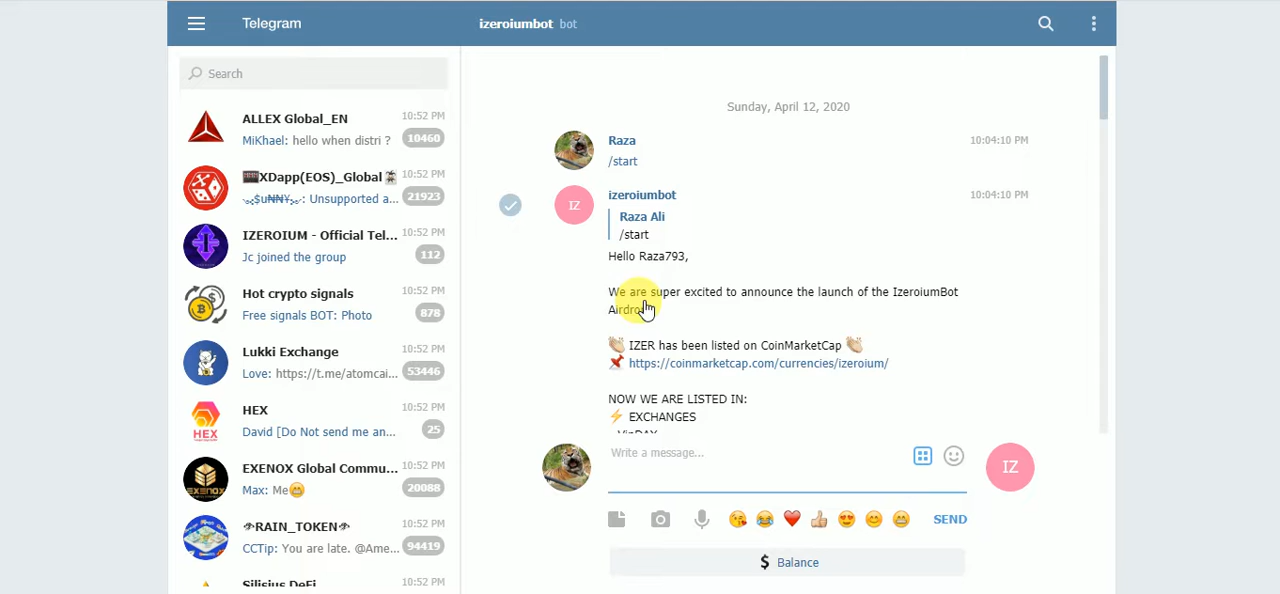 Telegram
izeroiumbot bot
Search
ALLEX Global_EN 10:52 PM
MiKhael: hello when distri ? 10460
XDapp(EOS)_Global 10:52 PM
Unsupported a... 21923
IZEROIUM - Official Tel... 10:52 PM
Jc joined the group 112
Hot crypto signals 10:52 PM
Free signals BOT: Photo 878
Lukki Exchange 10:52 PM
Love: https://t.me/atomcai... 53446
HEX 10:52 PM
HEX
David [Do Not send me an... 25
EXENOX Global Commu... 10:52 PM
EXENOX
Max: Me😁 20088
👁RAIN_TOKEN👁 10:52 PM
CCTip: You are late. @Ame... 94419
Silisius DeFi 10:52 PM
Sunday, April 12, 2020
Raza 10:04:10 PM
/start
izeroiumbot 10:04:10 PM
IZ
Raza Ali
/start
Hello Raza793,
We are super excited to announce the launch of the IzeroiumBot
👏 IZER has been listed on CoinMarketCap 👏
📌 https://coinmarketcap.com/currencies/izeroium/
NOW WE ARE LISTED IN:
⚡ EXCHANGES
Write a message...
IZ
😘 😂 ❤ 👍 😍 😊 😁 SEND
$ Balance